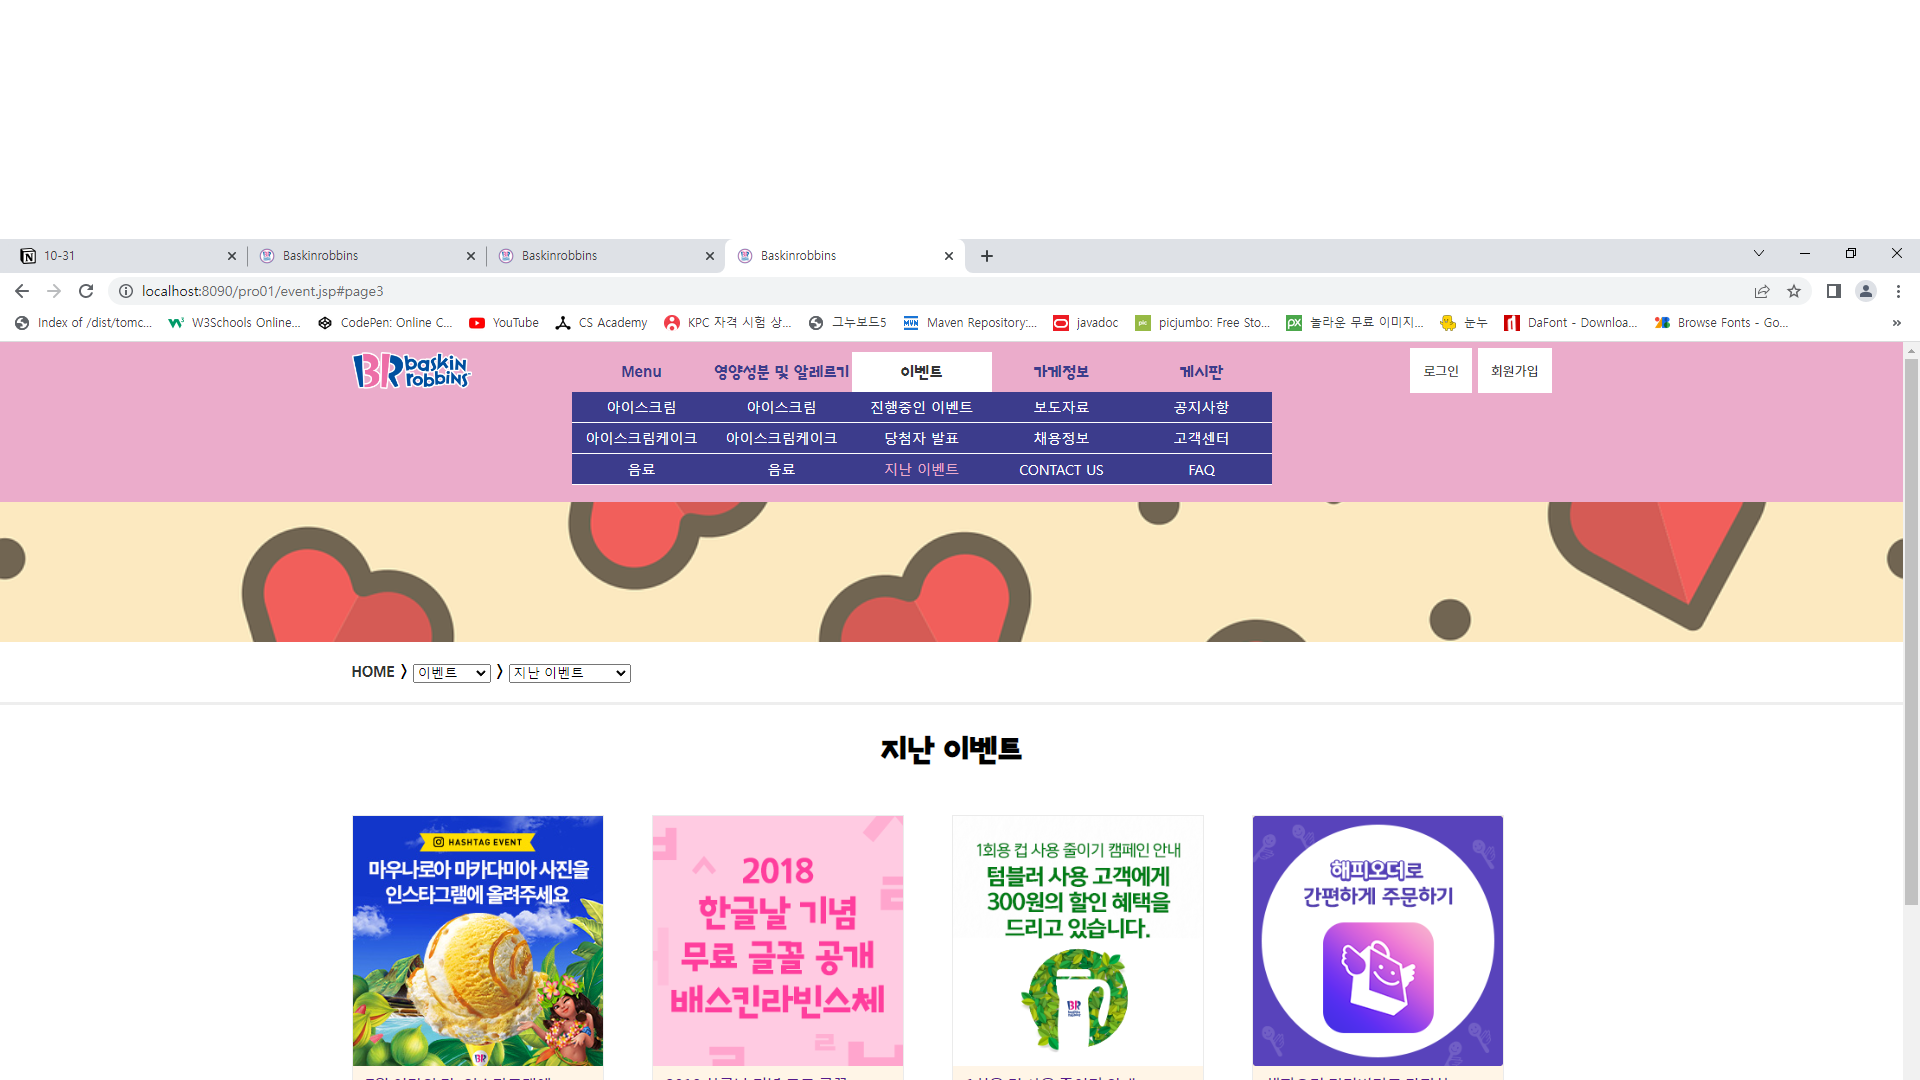 10-31
Baskinrobbins
Baskinrobbins
Baskinrobbins
localhost:8090/pro01/event.jsp#page3
Index of /dist/tomc...
W3Schools Online...
CodePen: Online C...
YouTube
CS Academy
KPC 자격 시험 상...
그누보드5
MVN Maven Repository:...
javadoc
pic picjumbo: Free Sto...
px 놀라운 무료 이미지...
눈누
DaFont - Downloa...
Browse Fonts - Go...
BR baskin robbins
Menu 영양성분 및 알레르기 이벤트 가게정보 게시판
로그인 회원가입
아이스크림 아이스크림 진행중인 이벤트 보도자료 공지사항
아이스크림케이크 아이스크림케이크 당첨자 발표 채용정보 고객센터
음료 음료 지난 이벤트 CONTACT US FAQ
HOME 》 이벤트 》 지난 이벤트
지난 이벤트
HASHTAG EVENT
마우나로아 마카다미아 사진을
인스타그램에 올려주세요
BR
2018
한글날 기념
무료 글꼴 공개
배스킨라빈스체
1회용 컵 사용 줄이기 캠페인 안내
텀블러 사용 고객에게
300원의 할인 혜택을
드리고 있습니다.
BR baskin robbins
해피오더로
간편하게 주문하기